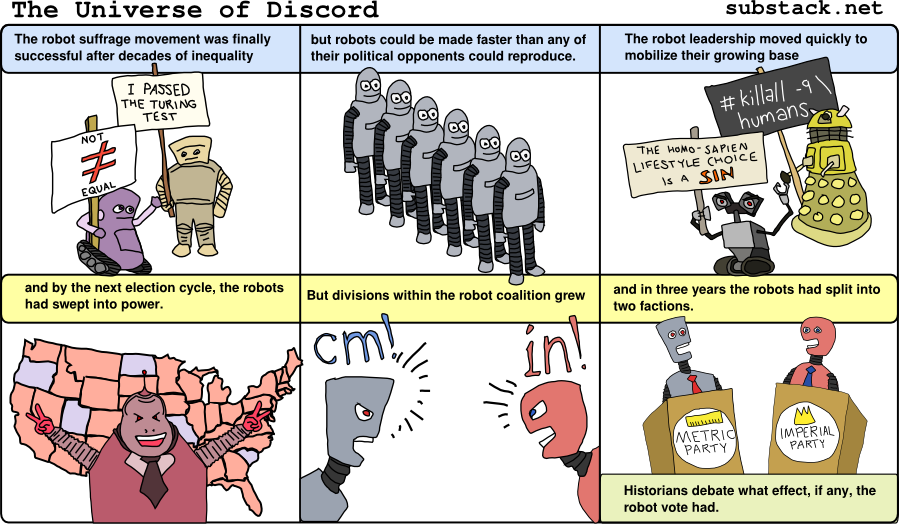 The Universe of Discord
substack.net
The robot suffrage movement was finally
successful after decades of inequality
I PASSED
THE TURING
TEST
NOT
≠
EQUAL
but robots could be made faster than any of
their political opponents could reproduce.
The robot leadership moved quickly to
mobilize their growing base
#killall -9 \
humans
THE HOMO-SAPIEN
LIFESTYLE CHOICE
IS A SIN
and by the next election cycle, the robots
had swept into power.
But divisions within the robot coalition grew
cm!
in!
and in three years the robots had split into
two factions.
METRIC
PARTY
IMPERIAL
PARTY
Historians debate what effect, if any, the
robot vote had.